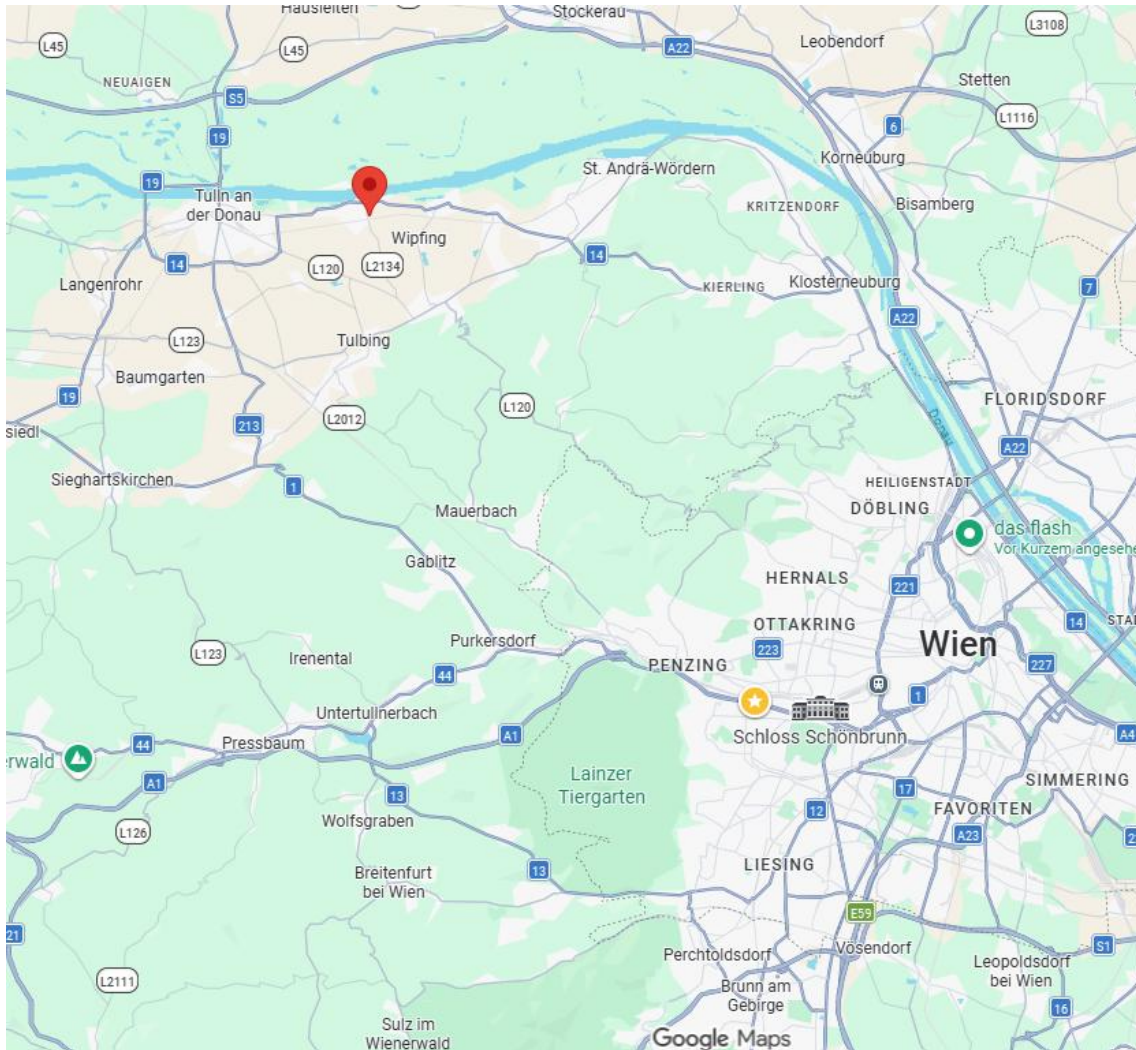 Hausleiten
Stockerau
L3108
L45
L45
A22
Leobendorf
NEUAIGEN
Stetten
S5
L1116
19
6
Korneuburg
St. Andrä-Wördern
19
Tulln an
der Donau
KRITZENDORF
Bisamberg
Wipfing
14
L120
L2134
14
Langenrohr
KIERLING
Klosterneuburg
7
A22
L123
Tulbing
Baumgarten
19
L120
FLORIDSDORF
L2012
213
Donau
siedl
A22
Sieghartskirchen
1
HEILIGENSTADT
DÖBLING
Mauerbach
das flash
Vor Kurzem angesehe
Gablitz
HERNALS
221
OTTAKRING
14
STA
Purkersdorf
Wien
223
L123
Irenental
PENZING
227
44
1
Untertullnerbach
Schloss Schönbrunn
A1
A4
44
Pressbaum
erwald
Lainzer
Tiergarten
SIMMERING
A1
13
17
12
FAVORITEN
Wolfsgraben
L126
A23
2
LIESING
13
Breitenfurt
bei Wien
E59
21
Perchtoldsdorf
Vösendorf
S1
Leopoldsdorf
bei Wien
L2111
Brunn am
Gebirge
16
Sulz im
Wienerwald
Google Maps